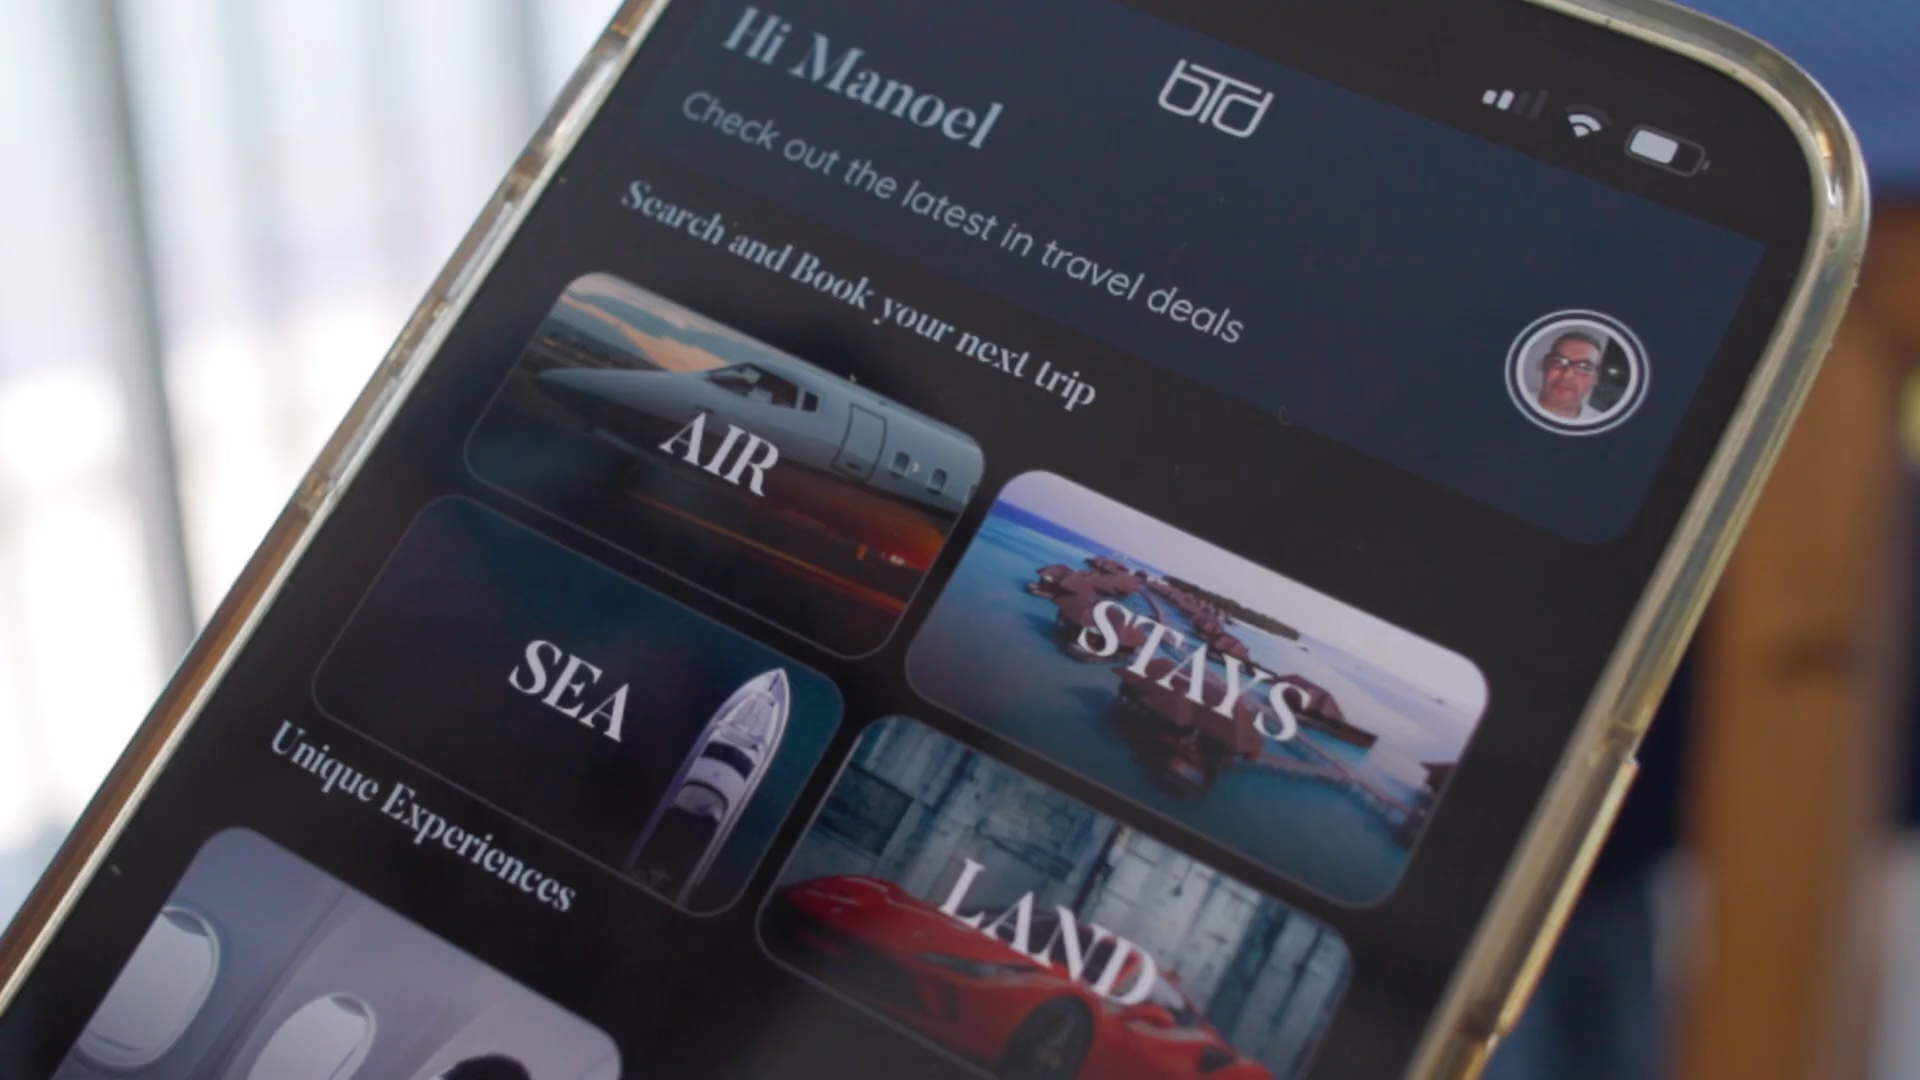 Hi Manoel
bTd
Check out the latest in travel deals
Search and Book your next trip
AIR
STAYS
SEA
LAND
Unique Experiences